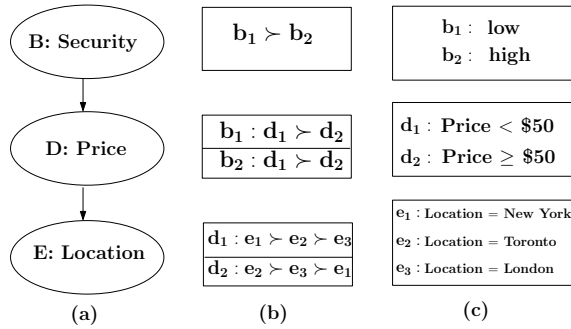 B: Security
D: Price
E: Location
(a)
b₁ ≻ b₂
b₁ : d₁ ≻ d₂
b₂ : d₁ ≻ d₂
d₁ : e₁ ≻ e₂ ≻ e₃
d₂ : e₂ ≻ e₃ ≻ e₁
(b)
b₁ : low
b₂ : high
d₁ : Price < $50
d₂ : Price ≥ $50
e₁ : Location = New York
e₂ : Location = Toronto
e₃ : Location = London
(c)